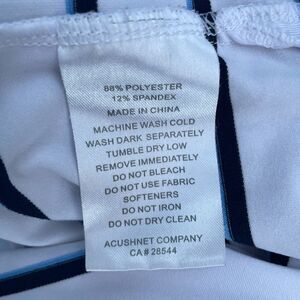 88% POLYESTER
12% SPANDEX
MADE IN CHINA
MACHINE WASH COLD
WASH DARK SEPARATELY
TUMBLE DRY LOW
REMOVE IMMEDIATELY
DO NOT BLEACH
DO NOT USE FABRIC
SOFTENERS
DO NOT IRON
DO NOT DRY CLEAN
ACUSHNET COMPANY
CA# 28544